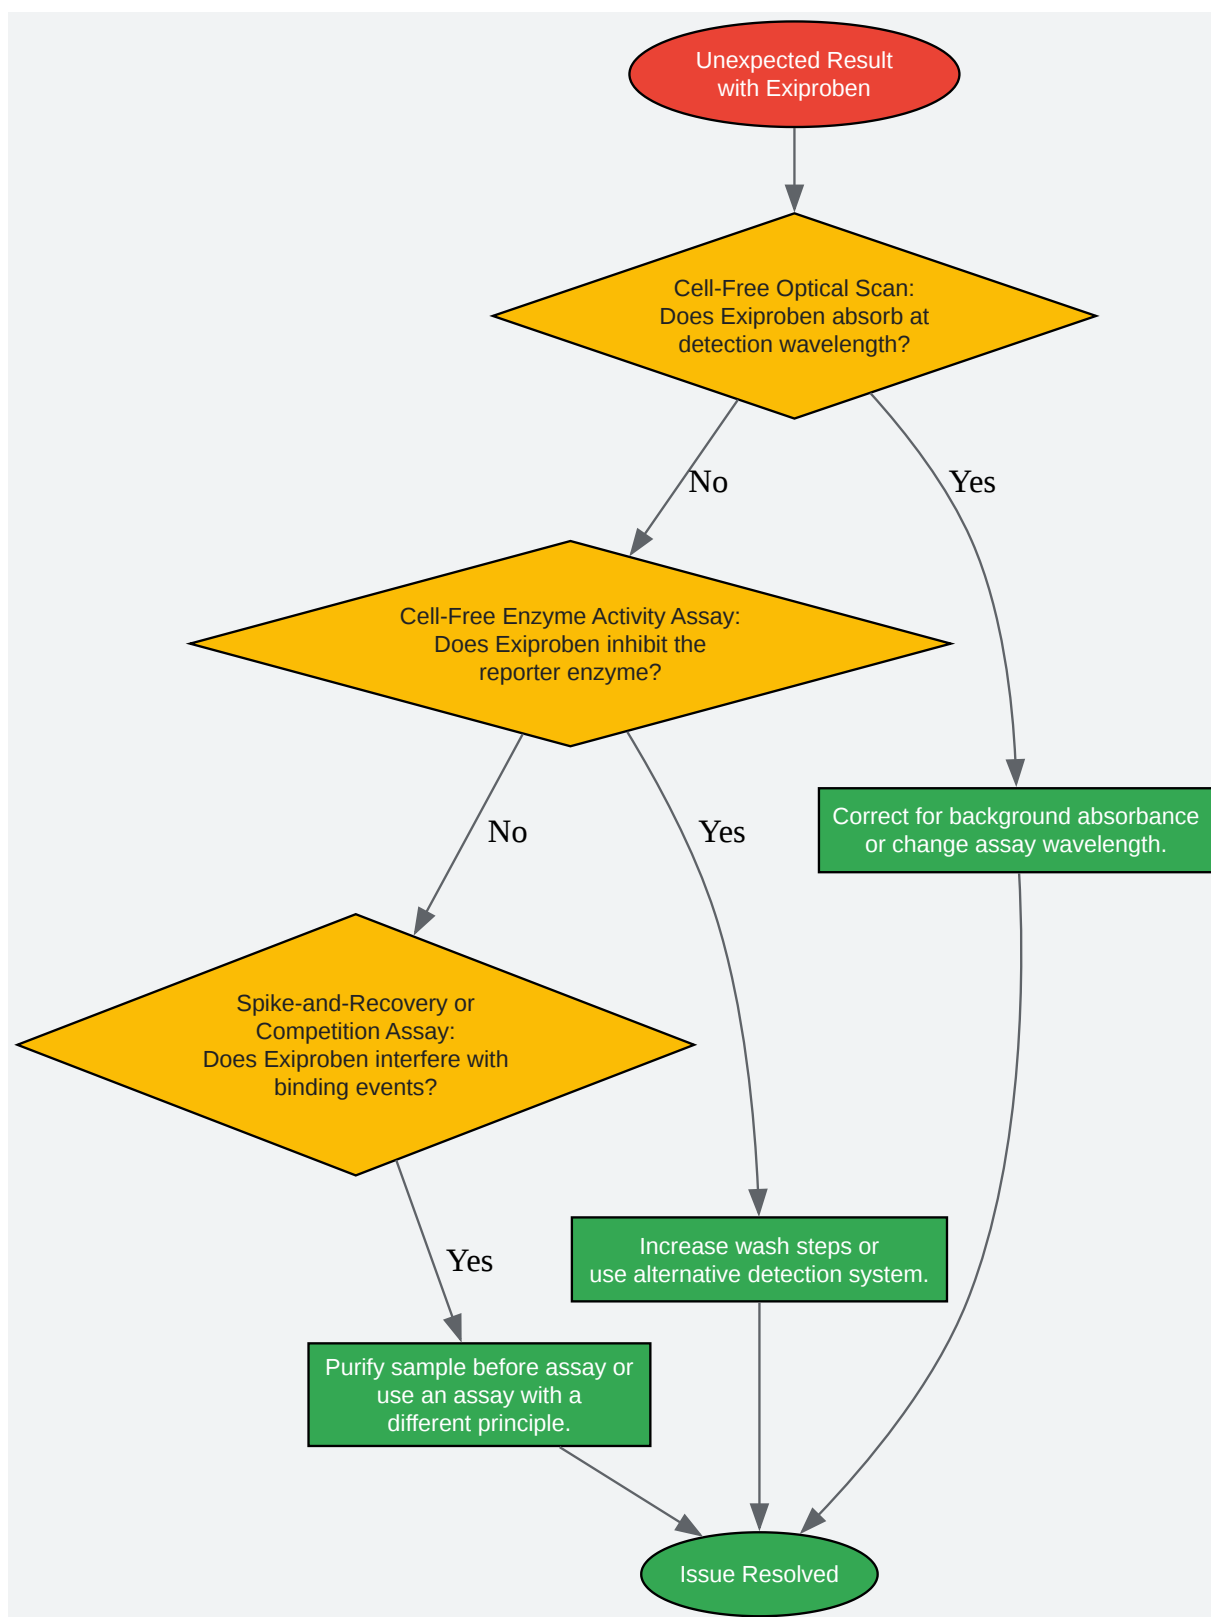 Unexpected Result
with Exiproben
Cell-Free Optical Scan:
Does Exiproben absorb at
detection wavelength?
No
Yes
Cell-Free Enzyme Activity Assay:
Does Exiproben inhibit the
reporter enzyme?
No
Yes
Correct for background absorbance
or change assay wavelength.
Spike-and-Recovery or
Competition Assay:
Does Exiproben interfere with
binding events?
Yes
Increase wash steps or
use alternative detection system.
Purify sample before assay or
use an assay with a
different principle.
Issue Resolved